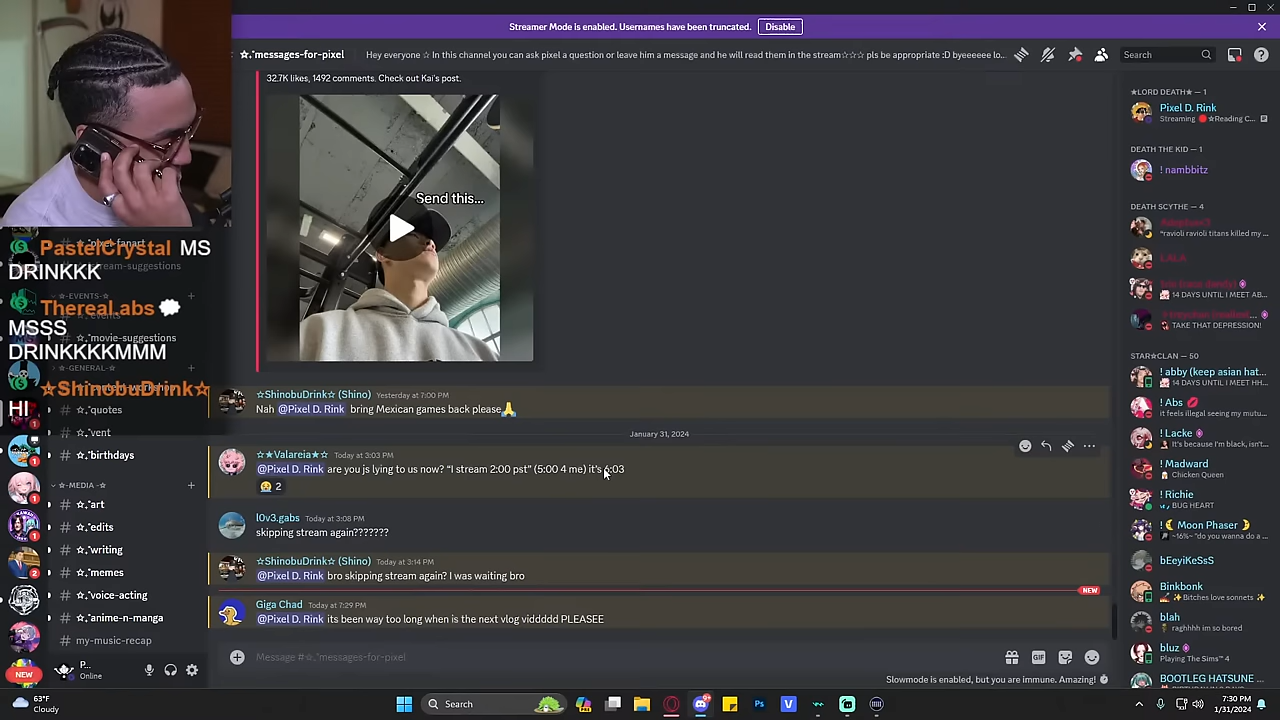 Streamer Mode is enabled. Usernames have been truncated. Disable
☆.˚messages-for-pixel Hey everyone ☆ In this channel you can ask pixel a question or leave him a message and he will read them in the stream☆☆☆ pls be appropriate :D byeeeeee lo... Search
32.7K likes, 1492 comments. Check out Kai's post.
Send this...
☆ShinobuDrink☆ (Shino) Yesterday at 7:00 PM
Nah @Pixel D. Rink bring Mexican games back please🙏
January 31, 2024
☆★Valareia★☆ Today at 3:03 PM
@Pixel D. Rink are you js lying to us now? "I stream 2:00 pst" (5:00 4 me) it's 6:03
😭 2
l0v3.gabs Today at 3:08 PM
skipping stream again???????
☆ShinobuDrink☆ (Shino) Today at 3:14 PM
@Pixel D. Rink bro skipping stream again? I was waiting bro
NEW
Giga Chad Today at 7:29 PM
@Pixel D. Rink its been way too long when is the next vlog viddddd PLEASEE
Message #☆.˚messages-for-pixel
GIF
Slowmode is enabled, but you are immune. Amazing!
PastelCrystal MS
DRINKKK
Thereal.abs
MSSS
DRINKKKKMMM
☆ShinobuDrink☆
HI
pixel-fanart
stream-suggestions
☆-EVENTS-☆
events
movie-suggestions
☆-GENERAL-☆
☆.˚quotes
☆.˚vent
☆.˚birthdays
☆-MEDIA-☆
☆.˚art
☆.˚edits
☆.˚writing
☆.˚memes
☆.˚voice-acting
☆.˚anime-n-manga
my-music-recap
P...
Online
NEW
★LORD DEATH★ — 1
Pixel D. Rink
Streaming 🔴☆Reading C...
DEATH THE KID — 1
! nambbitz
DEATH SCYTHE — 4
"ravioli ravioli titans killed my ...
LALA
14 DAYS UNTIL I MEET AB...
TAKE THAT DEPRESSION!
STAR☆CLAN — 50
! abby (keep asian hat...
14 DAYS UNTIL I MEET HH...
! Abs 💋
it feels illegal seeing my mutu...
! Lacke
"It's because I'm black, isn't...
! Madward
Chicken Queen
! Richie
BUG HEART
! 🌙 Moon Phaser 🌛
~16%~ "do you wanna do a ...
bEeyiKeSsS
Binkbonk
Bitches love sonnets
blah
raghhhh im so bored
bluz
Playing The Sims™ 4
BOOTLEG HATSUNE ...
63°F
Cloudy
Search
7:30 PM
1/31/2024